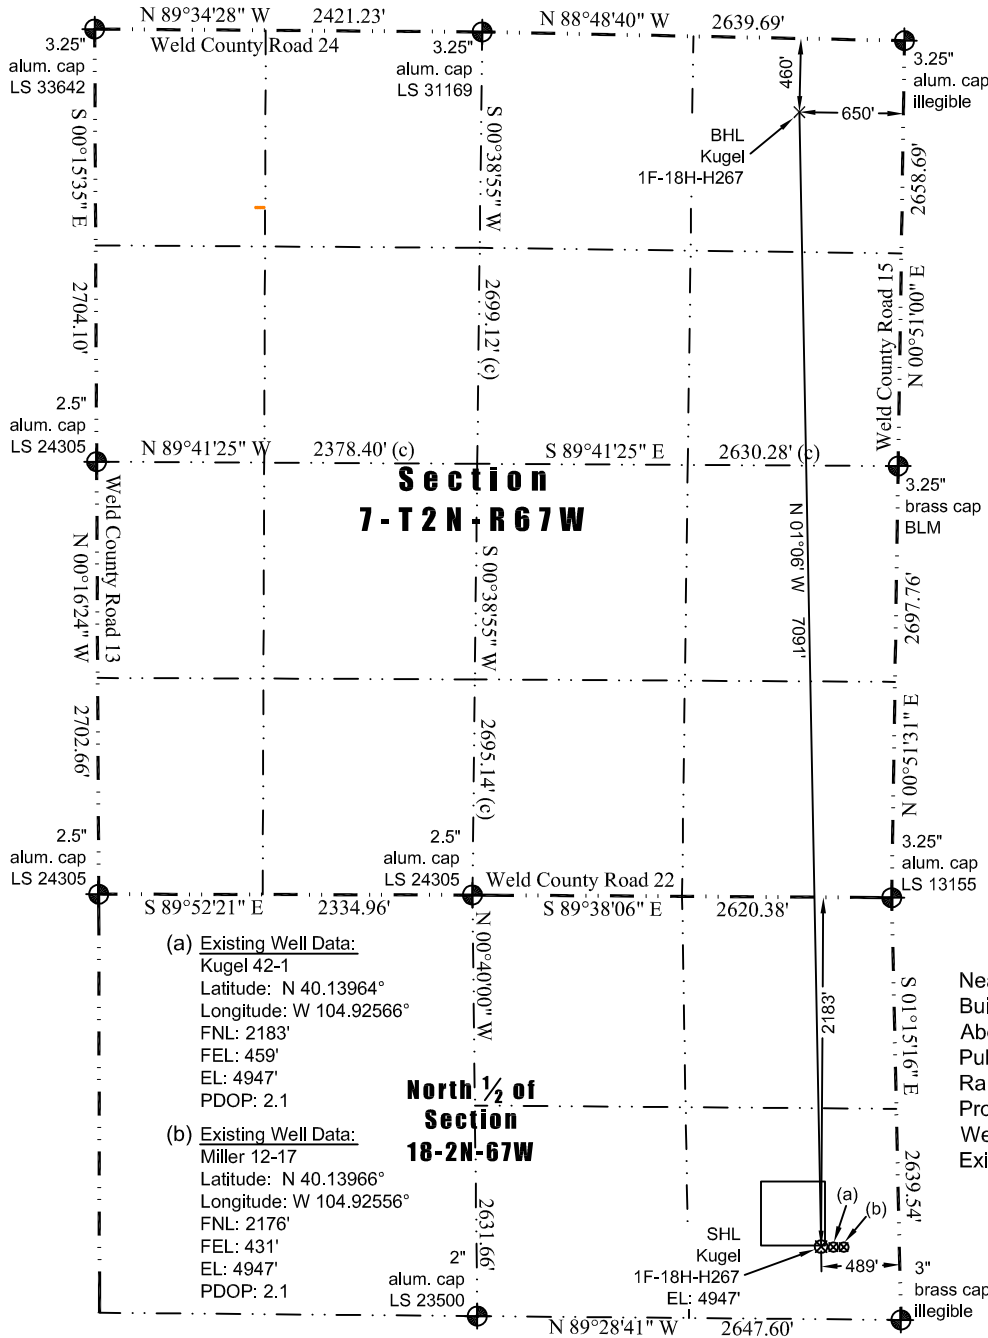 N 89°34'28" W 2421.23' N 88°48'40" W 2639.69'
Weld County Road 24
3.25"
alum. cap
LS 33642
3.25"
alum. cap
LS 31169
3.25"
alum. cap
illegible
460'
650'
BHL
Kugel
1F-18H-H267
S 00°15'35" E 2704.10'
S 00°38'55" W 2699.12' (c)
2658.69'
N 00°51'00" E
Weld County Road 15
2.5"
alum. cap
LS 24305
N 89°41'25" W 2378.40' (c) S 89°41'25" E 2630.28' (c)
Section
7-T2N-R67W
3.25"
brass cap
BLM
Weld County Road 13
N 00°16'24" W 2702.66'
S 00°38'55" W 2695.14' (c)
N 01°06' W 7091'
2697.76'
N 00°51'31" E
2.5"
alum. cap
LS 24305
2.5"
alum. cap
LS 24305
3.25"
alum. cap
LS 13155
Weld County Road 22
S 89°52'21" E 2334.96' S 89°38'06" E 2620.38'
(a) Existing Well Data:
Kugel 42-1
Latitude: N 40.13964°
Longitude: W 104.92566°
FNL: 2183'
FEL: 459'
EL: 4947'
PDOP: 2.1
(b) Existing Well Data:
Miller 12-17
Latitude: N 40.13966°
Longitude: W 104.92556°
FNL: 2176'
FEL: 431'
EL: 4947'
PDOP: 2.1
N 00°40'00" W 2631.66'
North ½ of
Section
18-2N-67W
2183'
S 01°15'16" E 2639.54'
Nea
Bui
Abo
Pul
Ra
Pro
We
Exi
(a)
(b)
SHL
Kugel
1F-18H-H267
EL: 4947'
489'
2"
alum. cap
LS 23500
3"
brass cap
illegible
N 89°28'41" W 2647.60'